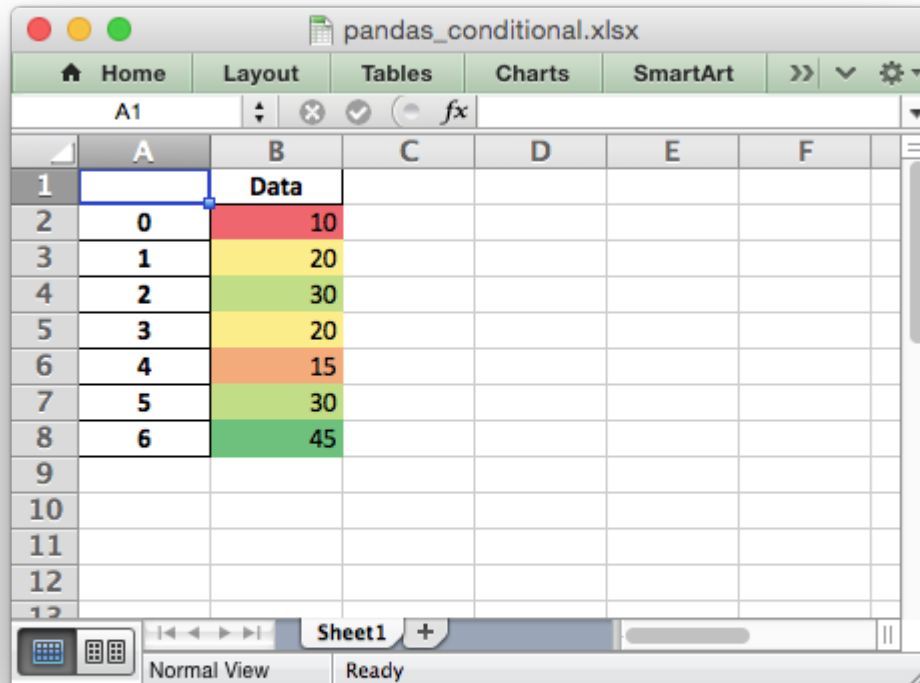 pandas_conditional.xlsx
Home Layout Tables Charts SmartArt
A1 fx
A B C D E F
1 Data
2 0 10
3 1 20
4 2 30
5 3 20
6 4 15
7 5 30
8 6 45
9
10
11
12
13
Sheet1 +
Normal View Ready